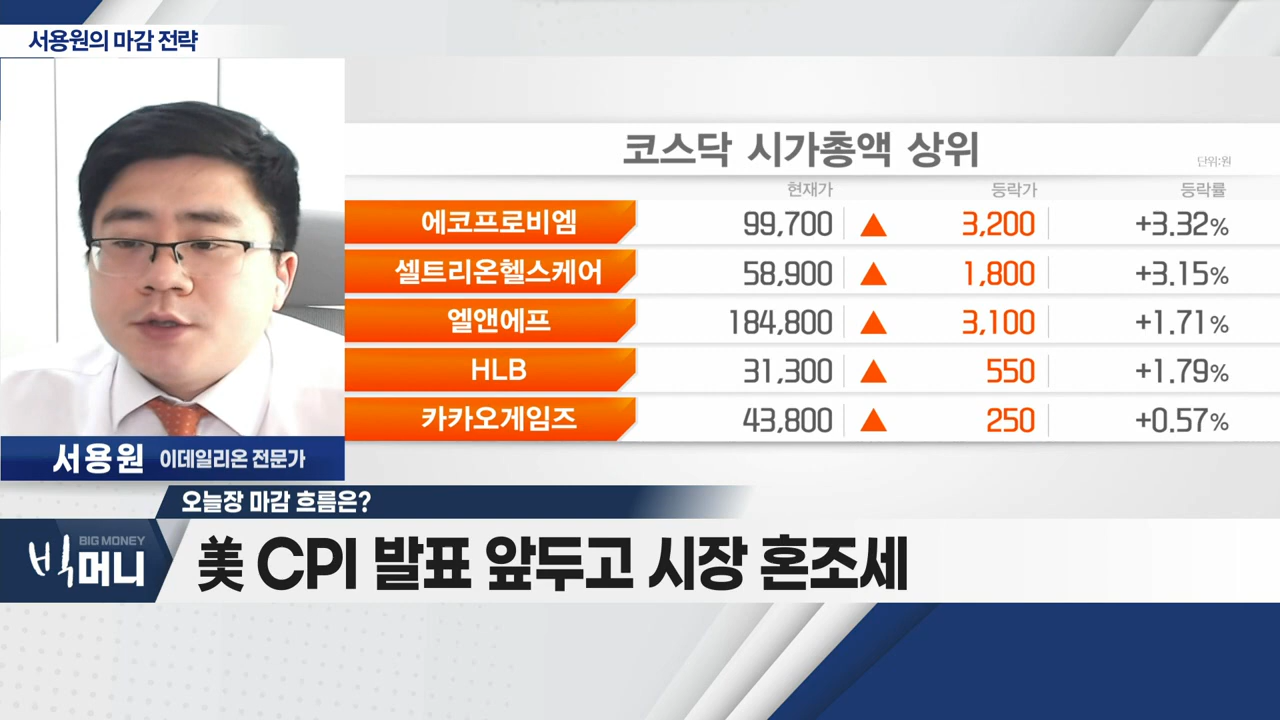 서용원의 마감 전략
코스닥 시가총액 상위
단위:원
현재가 등락가 등락률
에코프로비엠 99,700 ▲ 3,200 +3.32%
셀트리온헬스케어 58,900 ▲ 1,800 +3.15%
엘앤에프 184,800 ▲ 3,100 +1.71%
HLB 31,300 ▲ 550 +1.79%
카카오게임즈 43,800 ▲ 250 +0.57%
서용원 이데일리온 전문가
오늘장 마감 흐름은?
BIG MONEY
빅머니
美 CPI 발표 앞두고 시장 혼조세